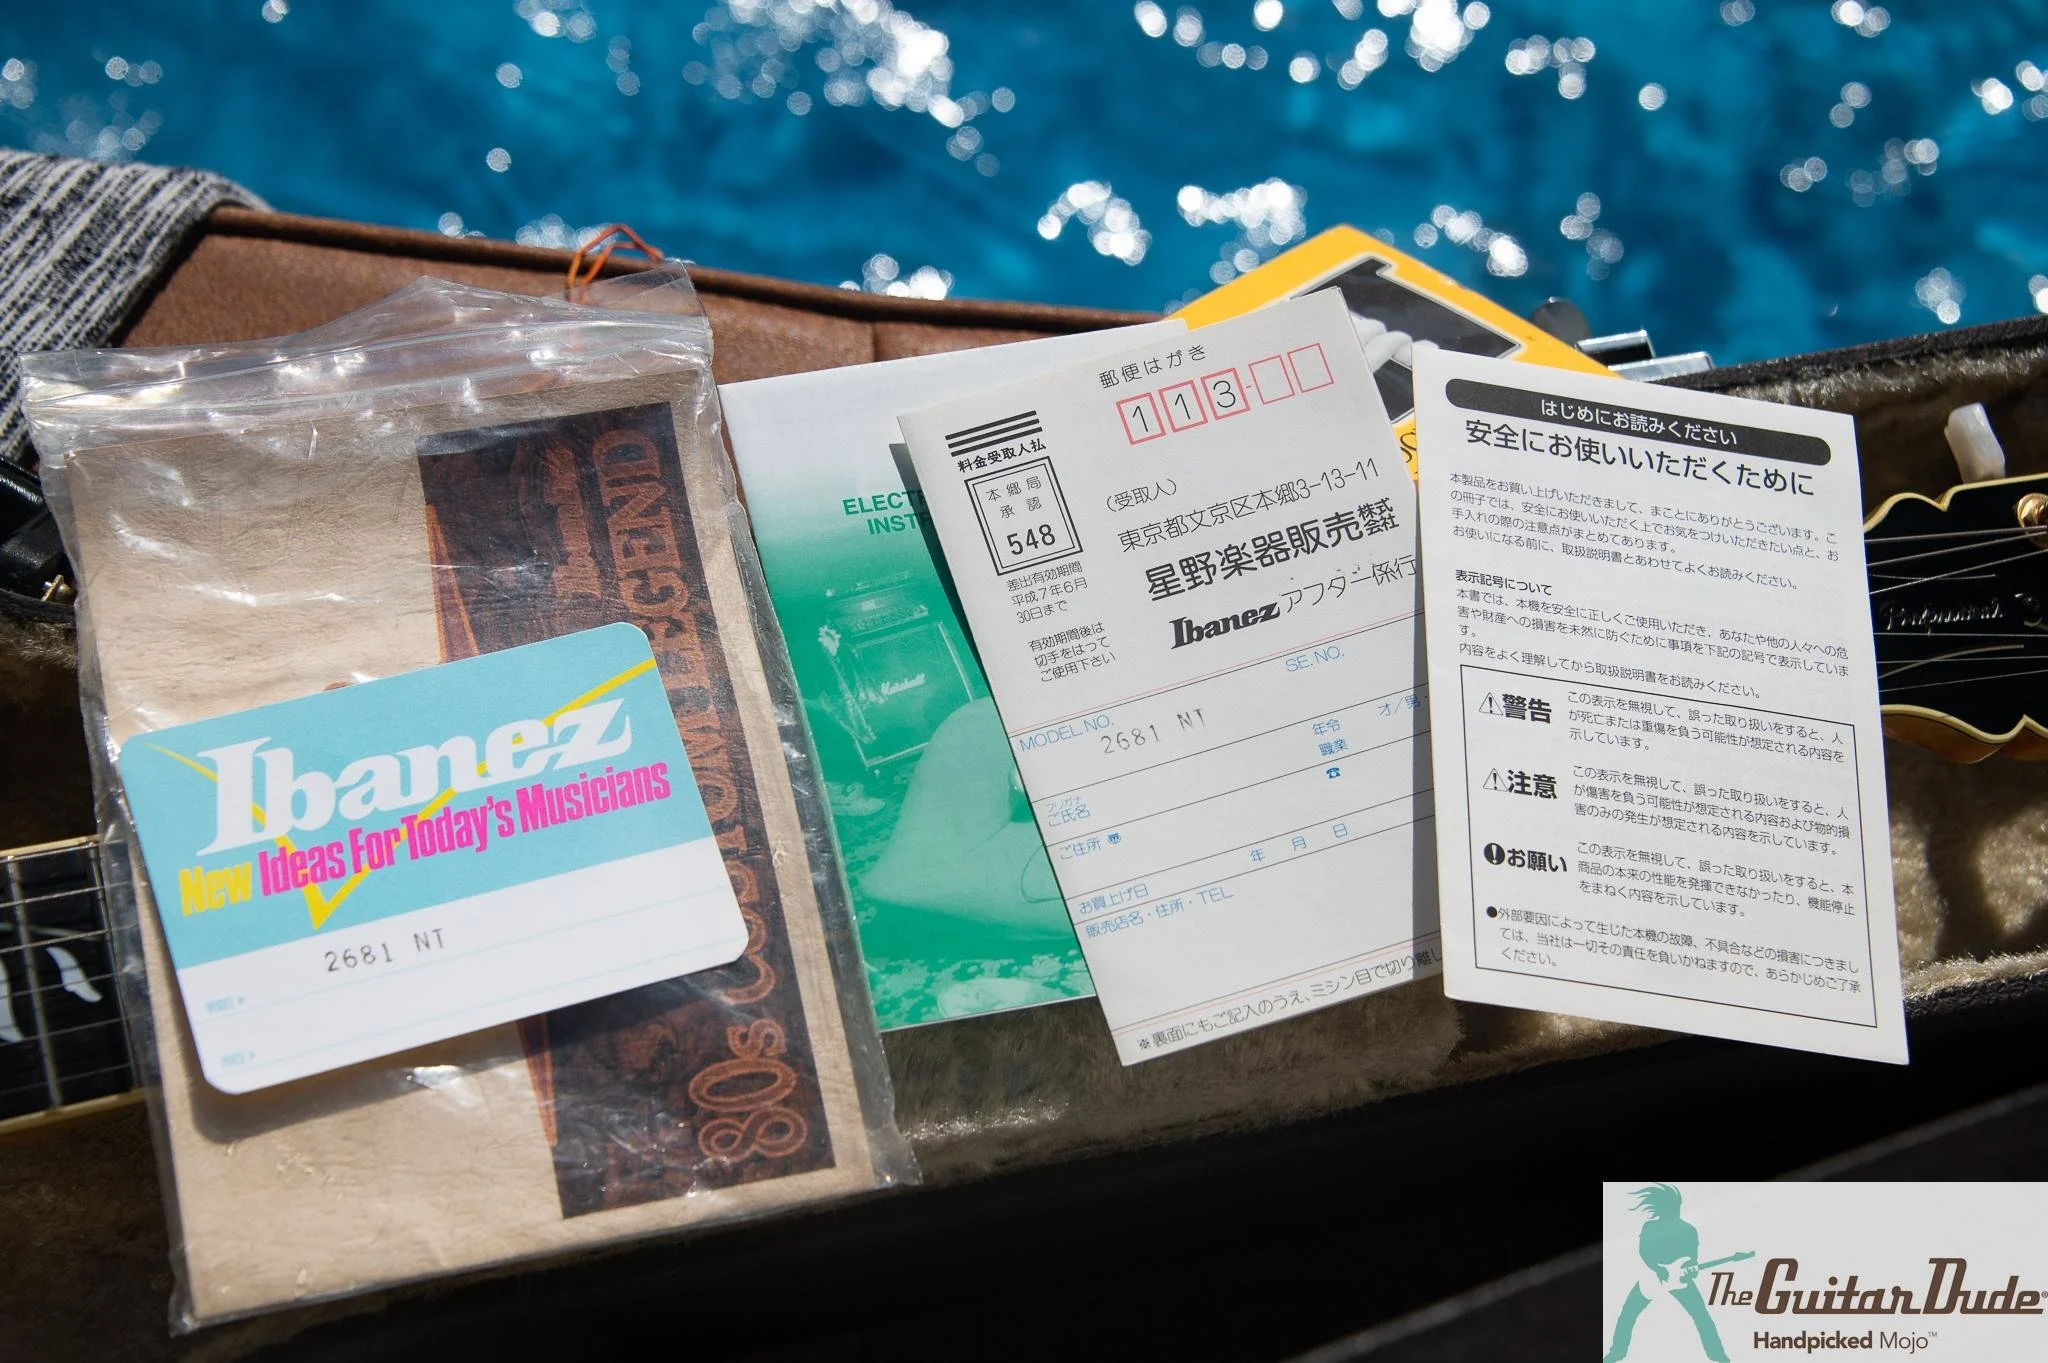 Ibanez
New Ideas For Today's Musicians
2681 NT
MODEL
PRICE
Ibanez
80s CUSTOM LEGEND
ELECT
INST
Marshall
郵便はがき
113-
料金受取人払
本郷局
承認
548
差出有効期間
平成7年6月
30日まで
有効期間後は
切手をはって
ご使用下さい
(受取人)
東京都文京区本郷3-13-11
星野楽器販売株式会社
Ibanez アフター係行
MODEL NO.
SE.NO.
2681 NT
年令
オ/男・
職業
☎
フリガナ
ご氏名
ご住所 〠
年 月 日
お買上げ日
販売店名・住所・TEL
※裏面にもご記入のうえ、ミシン目で切り離し
はじめにお読みください
安全にお使いいただくために
本製品をお買い上げいただきまして、まことにありがとうございます。こ
の冊子では、安全にお使いいただく上でお気をつけいただきたい点と、お
手入れの際の注意点がまとめてあります。
お使いになる前に、取扱説明書とあわせてよくお読みください。
表示記号について
本書では、本機を安全に正しくご使用いただき、あなたや他の人々への危
害や財産への損害を未然に防ぐために事項を下記の記号で表示していま
す。
内容をよく理解してから取扱説明書をお読みください。
⚠警告
この表示を無視して、誤った取り扱いをすると、人
が死亡または重傷を負う可能性が想定される内容を
示しています。
⚠注意
この表示を無視して、誤った取り扱いをすると、人
が傷害を負う可能性が想定される内容および物的損
害のみの発生が想定される内容を示しています。
❗お願い
この表示を無視して、誤った取り扱いをすると、本
商品の本来の性能を発揮できなかったり、機能停止
をまねく内容を示しています。
●外部要因によって生じた本機の故障、不具合などの損害につきまし
ては、当社は一切その責任を負いかねますので、あらかじめご了承
ください。
Professional
The Guitar Dude®
Handpicked Mojo™